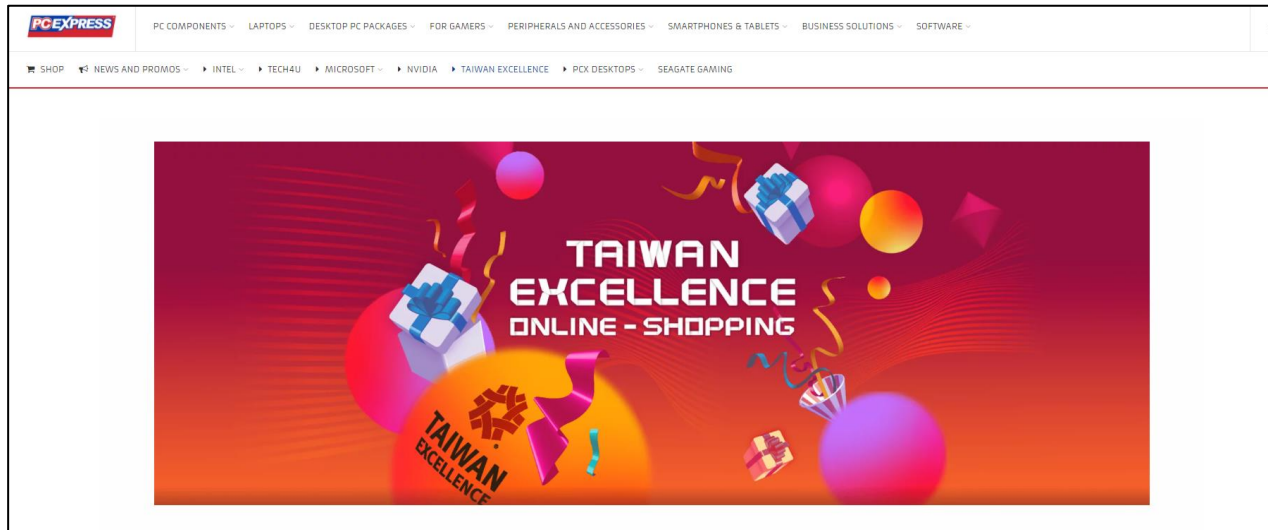 PC EXPRESS
PC COMPONENTS LAPTOPS DESKTOP PC PACKAGES FOR GAMERS PERIPHERALS AND ACCESSORIES SMARTPHONES & TABLETS BUSINESS SOLUTIONS SOFTWARE
SHOP NEWS AND PROMOS INTEL TECH4U MICROSOFT NVIDIA TAIWAN EXCELLENCE PCX DESKTOPS SEAGATE GAMING
TAIWAN
EXCELLENCE
ONLINE - SHOPPING
TAIWAN
EXCELLENCE